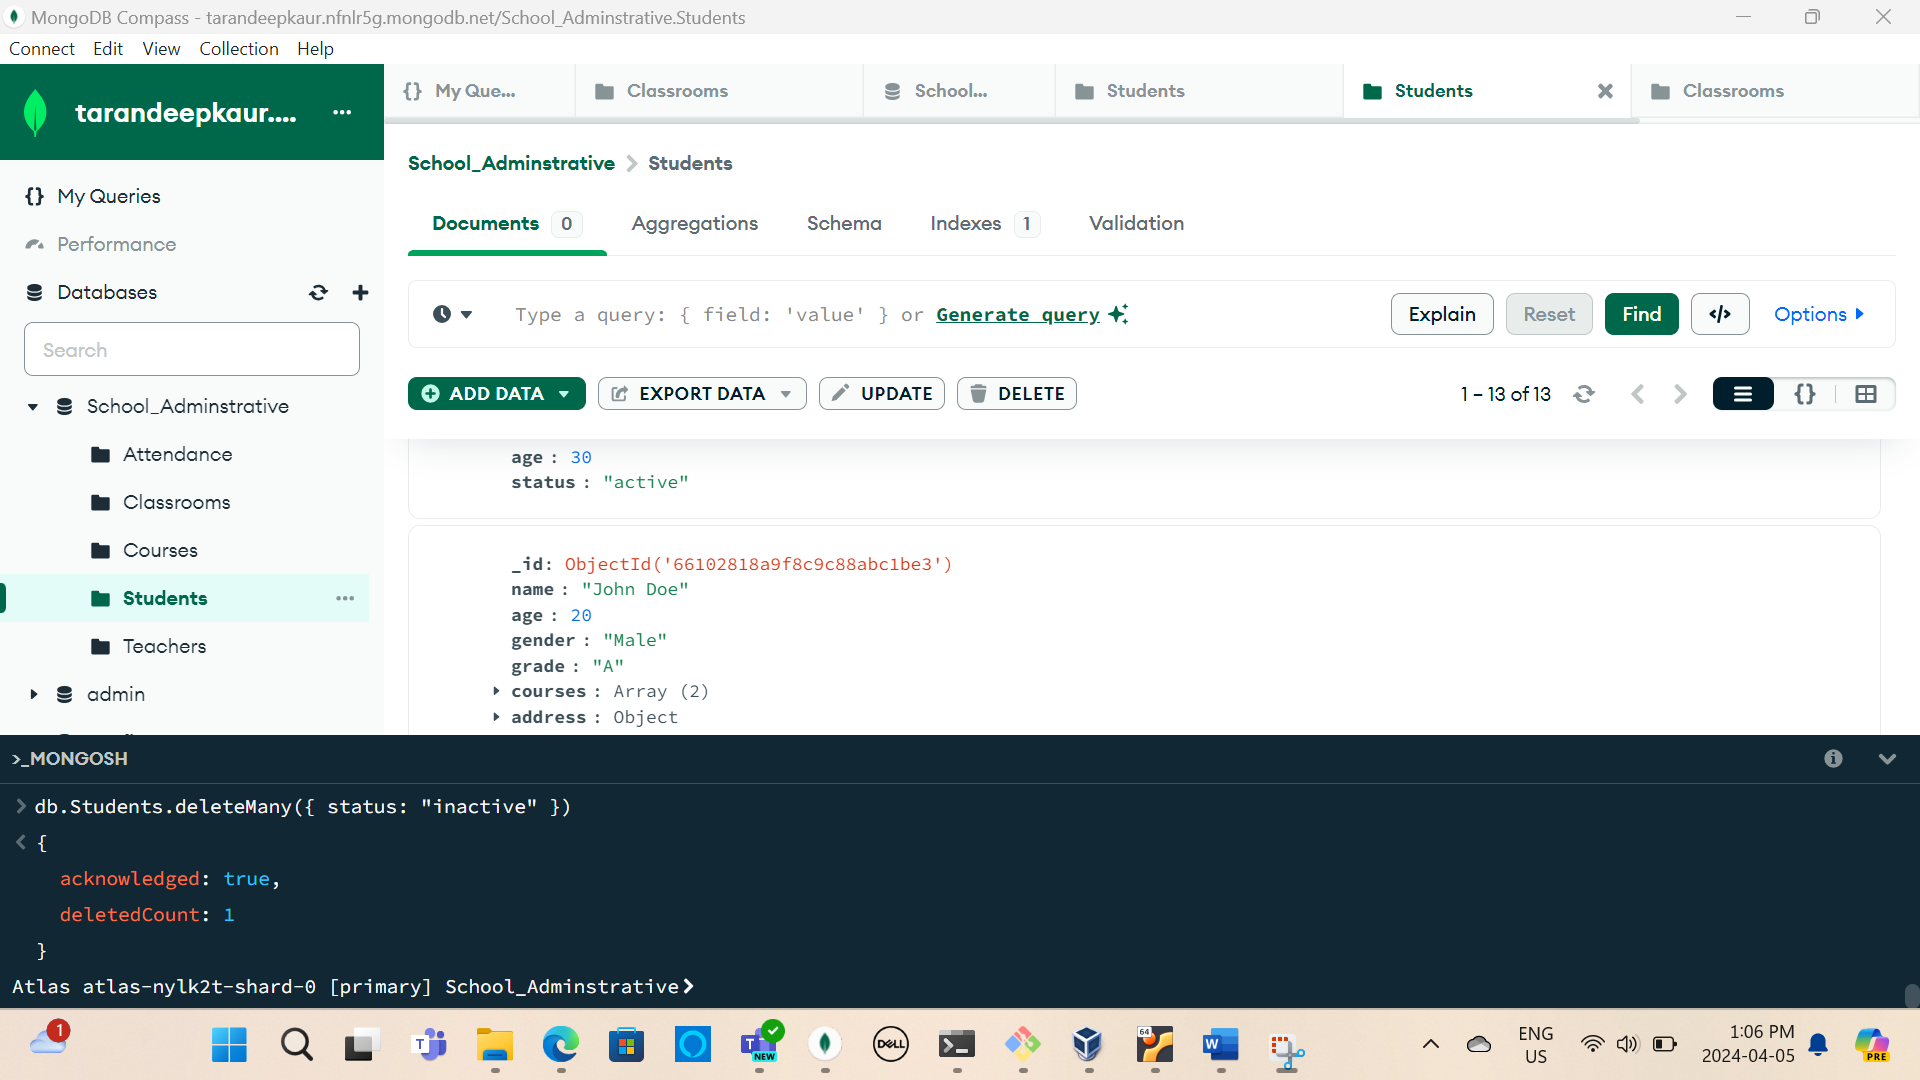 MongoDB Compass - tarandeepkaur.nfnlr5g.mongodb.net/School_Adminstrative.Students
Connect Edit View Collection Help
tarandeepkaur....
{} My Que... Classrooms School... Students Students Classrooms
School_Adminstrative > Students
{} My Queries
Documents 0 Aggregations Schema Indexes 1 Validation
Performance
Databases
Type a query: { field: 'value' } or Generate query Explain Reset Find </> Options
Search
ADD DATA EXPORT DATA UPDATE DELETE 1 – 13 of 13 {}
School_Adminstrative
Attendance
Classrooms
Courses
Students
Teachers
admin
age : 30
status : "active"
_id: ObjectId('66102818a9f8c9c88abc1be3')
name : "John Doe"
age : 20
gender : "Male"
grade : "A"
courses : Array (2)
address : Object
>_MONGOSH
> db.Students.deleteMany({ status: "inactive" })
< {
acknowledged: true,
deletedCount: 1
}
Atlas atlas-nylk2t-shard-0 [primary] School_Adminstrative>
1 T NEW DELL 64 W ENG 1:06 PM PRE
US 2024-04-05